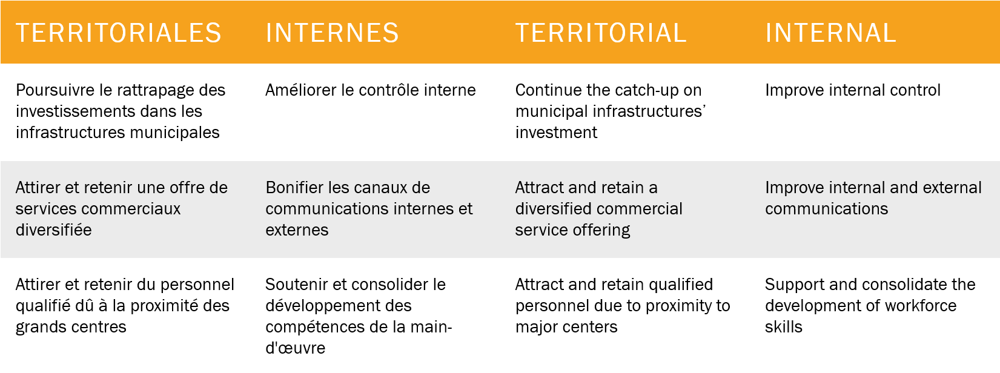 TERRITORIALES
INTERNES
TERRITORIAL
INTERNAL
Poursuivre le rattrapage des
investissements dans les
infrastructures municipales
Améliorer le contrôle interne
Continue the catch-up on
municipal infrastructures’
investment
Improve internal control
Attirer et retenir une offre de
services commerciaux
diversifiée
Bonifier les canaux de
communications internes et
externes
Attract and retain a
diversified commercial
service offering
Improve internal and external
communications
Attirer et retenir du personnel
qualifié dû à la proximité des
grands centres
Soutenir et consolider le
développement des
compétences de la main-
d'œuvre
Attract and retain qualified
personnel due to proximity to
major centers
Support and consolidate the
development of workforce
skills